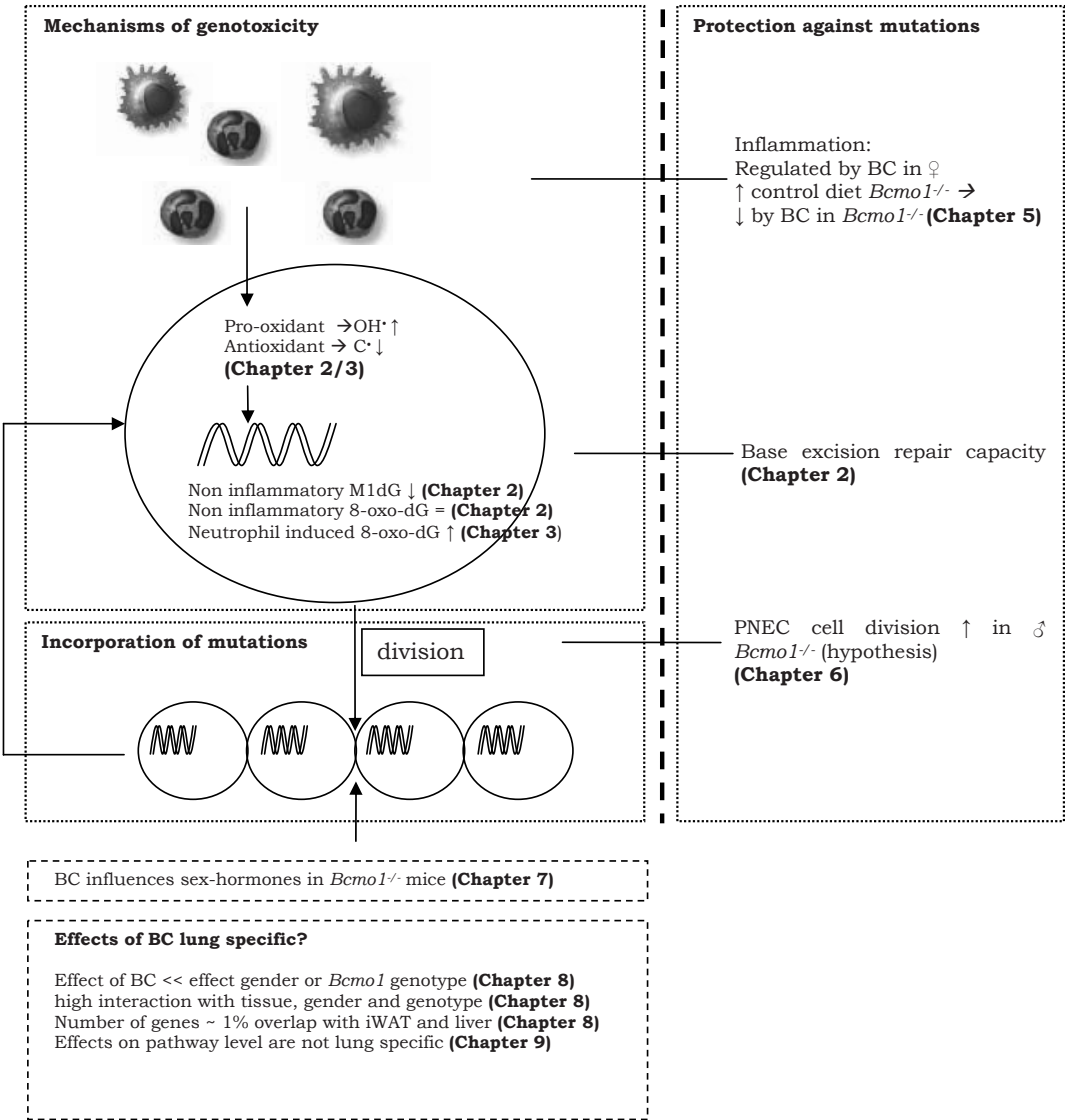 Mechanisms of genotoxicity
Pro-oxidant →OH• ↑
Antioxidant → C• ↓
(Chapter 2/3)
Non inflammatory M1dG ↓ (Chapter 2)
Non inflammatory 8-oxo-dG = (Chapter 2)
Neutrophil induced 8-oxo-dG ↑ (Chapter 3)
Incorporation of mutations
division
Protection against mutations
Inflammation:
Regulated by BC in ♀
↑ control diet Bcmo1-/- →
↓ by BC in Bcmo1-/- (Chapter 5)
Base excision repair capacity
(Chapter 2)
PNEC cell division ↑ in ♂
Bcmo1-/- (hypothesis)
(Chapter 6)
BC influences sex-hormones in Bcmo1-/- mice (Chapter 7)
Effects of BC lung specific?
Effect of BC << effect gender or Bcmo1 genotype (Chapter 8)
high interaction with tissue, gender and genotype (Chapter 8)
Number of genes ~ 1% overlap with iWAT and liver (Chapter 8)
Effects on pathway level are not lung specific (Chapter 9)